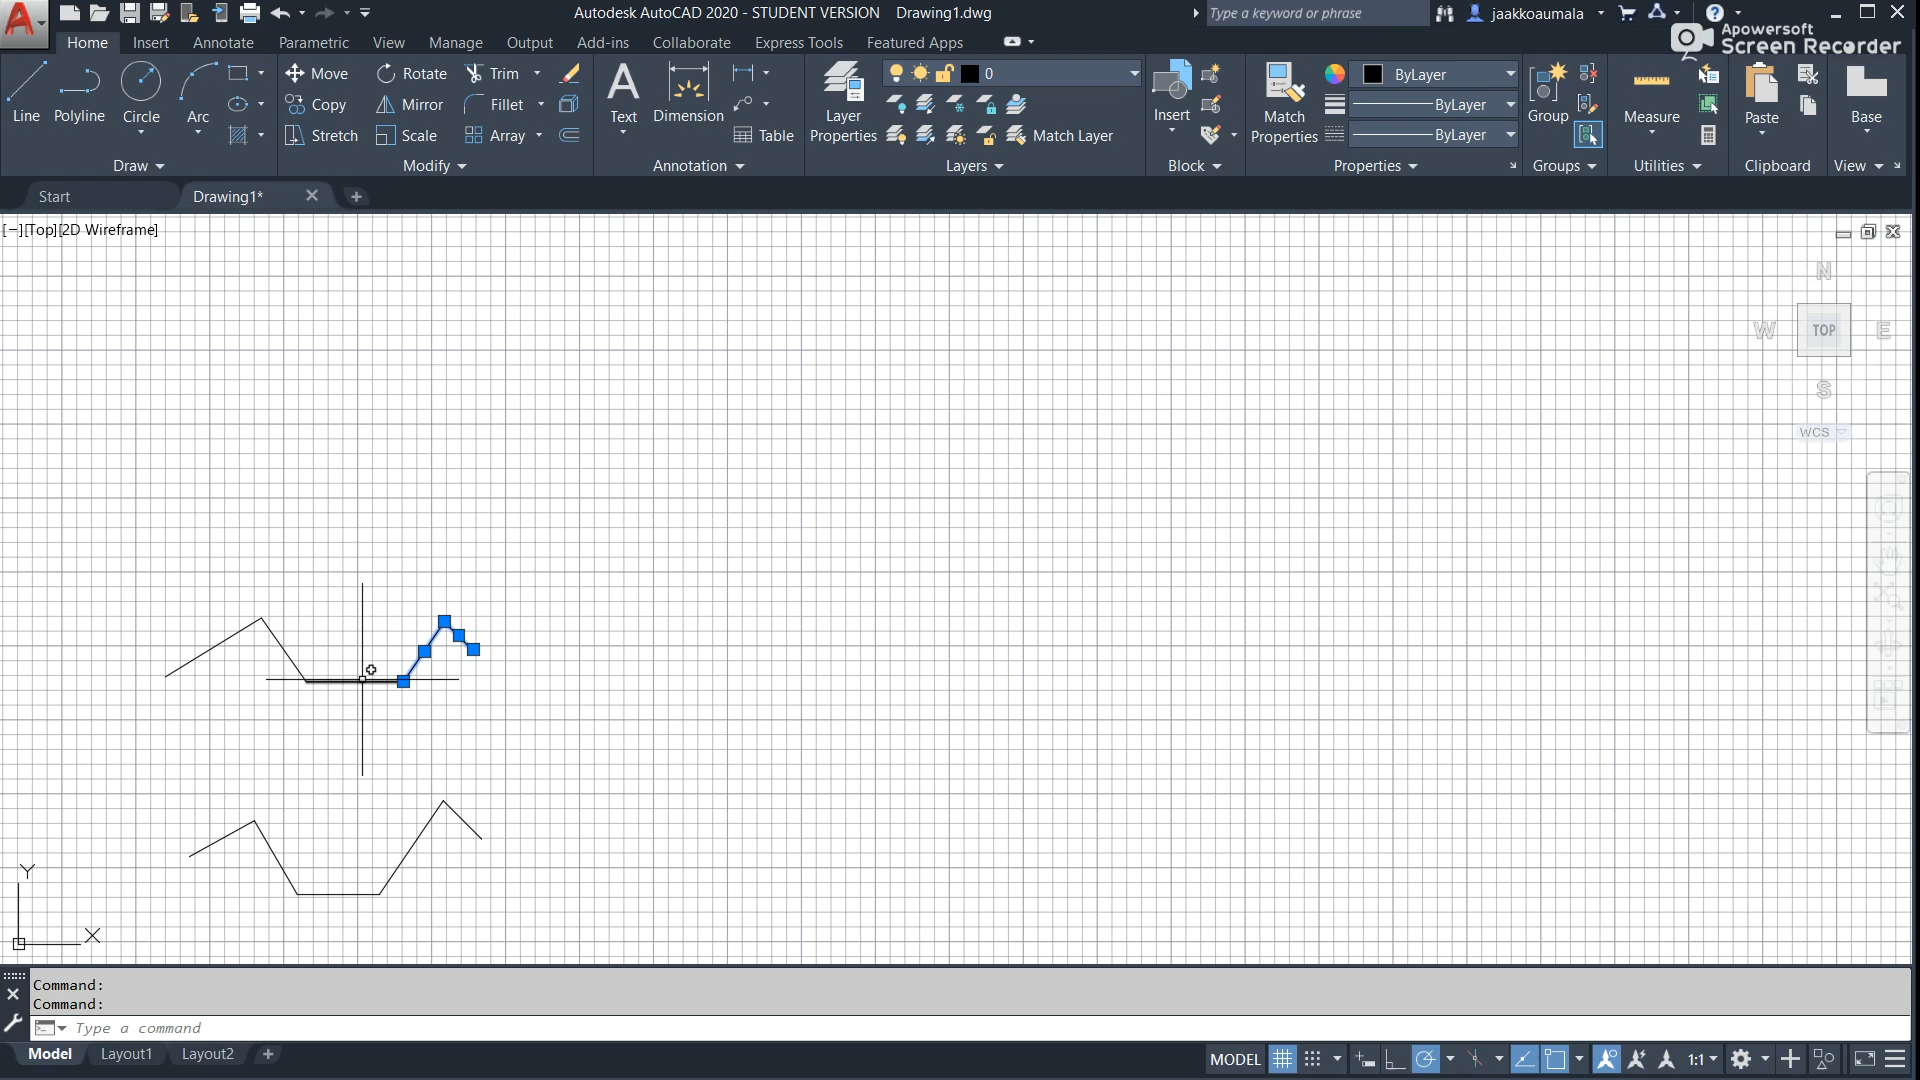 Autodesk AutoCAD 2020 - STUDENT VERSION Drawing1.dwg
Type a keyword or phrase
jaakkoaumala
Apowersoft
Screen Recorder
Home Insert Annotate Parametric View Manage Output Add-ins Collaborate Express Tools Featured Apps
Line Polyline Circle Arc
Draw
Move Rotate Trim
Copy Mirror Fillet
Stretch Scale Array
Modify
Text Dimension Table
Annotation
Layer Properties
0
Match Layer
Layers
Insert
Block
Match Properties
ByLayer
ByLayer
ByLayer
Properties
Group
Groups
Measure
Utilities
Paste
Clipboard
Base
View
Start Drawing1*
[−][Top][2D Wireframe]
N
W TOP E
S
WCS
Y
X
Command:
Command:
Type a command
Model Layout1 Layout2
MODEL 1:1